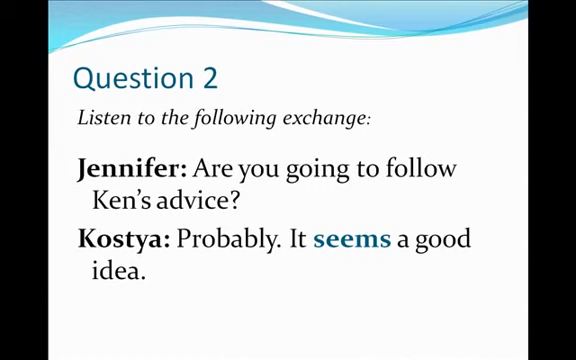 Question 2
Listen to the following exchange:
Jennifer: Are you going to follow
Ken's advice?
Kostya: Probably. It seems a good
idea.